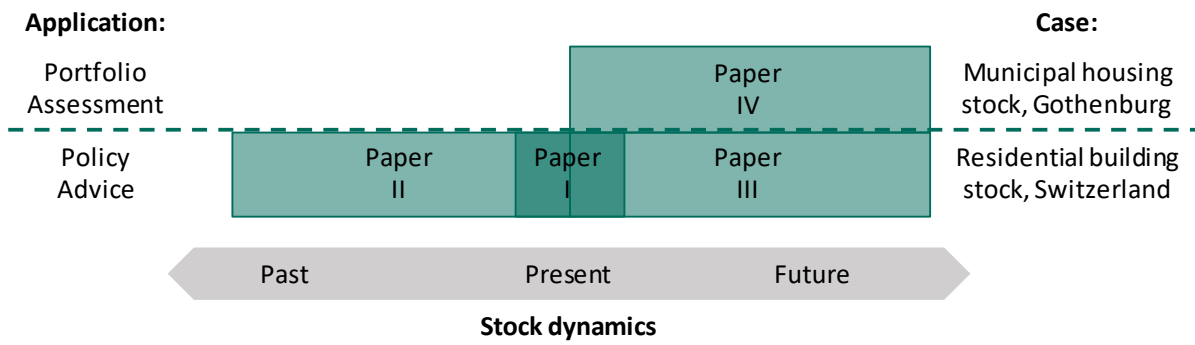 Application:
Case:
Portfolio
Assessment
Paper
IV
Municipal housing
stock, Gothenburg
Policy
Advice
Paper
II
Paper
I
Paper
III
Residential building
stock, Switzerland
Past
Present
Future
Stock dynamics